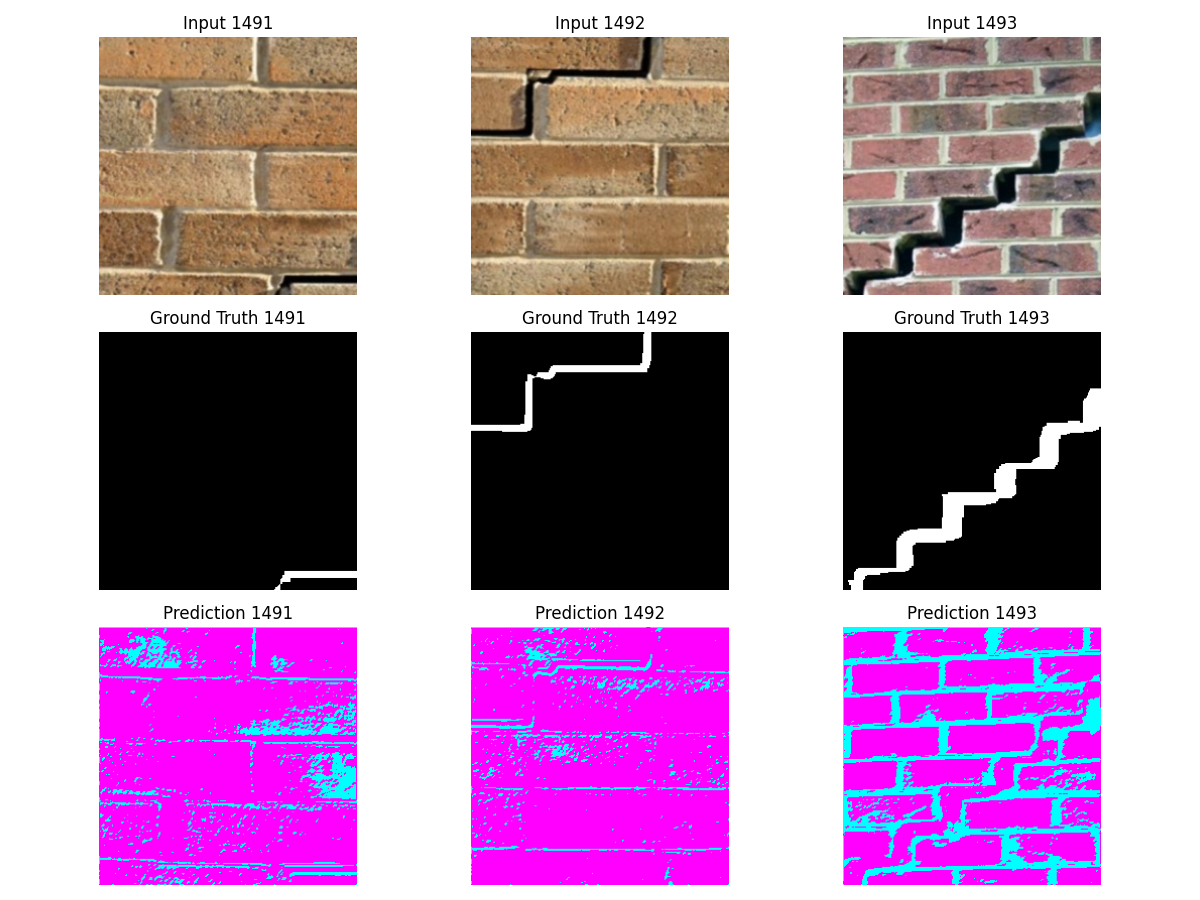 Input 1491
Input 1492
Input 1493
Ground Truth 1491
Ground Truth 1492
Ground Truth 1493
Prediction 1491
Prediction 1492
Prediction 1493